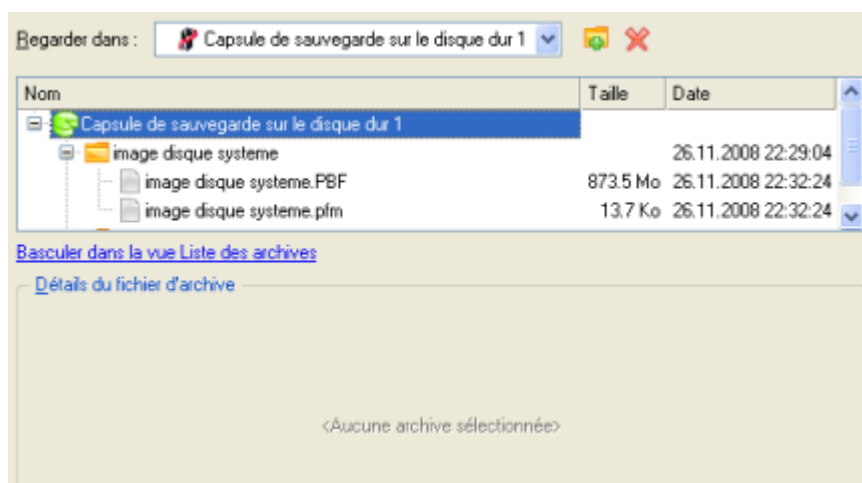 Regarder dans : Capsule de sauvegarde sur le disque dur 1
Nom Taille Date
Capsule de sauvegarde sur le disque dur 1
image disque systeme 26.11.2008 22:29:04
image disque systeme.PBF 873.5 Mo 26.11.2008 22:32:24
image disque systeme.pfm 13.7 Ko 26.11.2008 22:32:24
Basculer dans la vue Liste des archives
Détails du fichier d'archive
<Aucune archive sélectionnée>